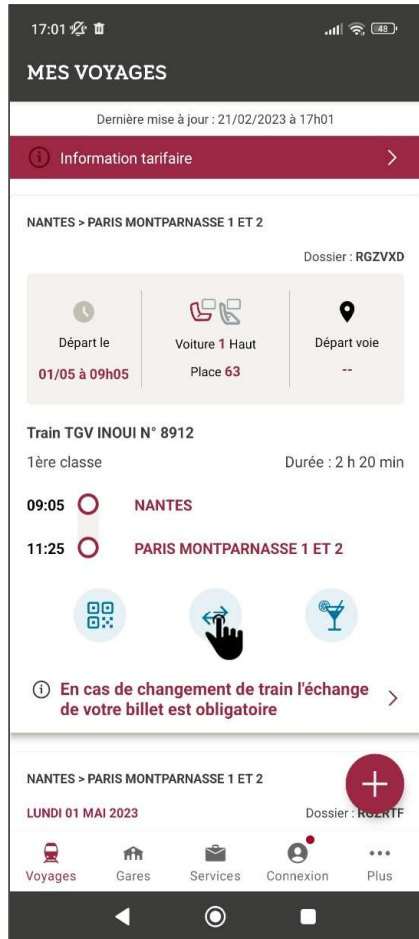 17:01
48
MES VOYAGES
Dernière mise à jour : 21/02/2023 à 17h01
Information tarifaire
NANTES > PARIS MONTPARNASSE 1 ET 2
Dossier : RGZVXD
Départ le
01/05 à 09h05
Voiture 1 Haut
Place 63
Départ voie
--
Train TGV INOUI N° 8912
1ère classe
Durée : 2 h 20 min
09:05 NANTES
11:25 PARIS MONTPARNASSE 1 ET 2
En cas de changement de train l'échange
de votre billet est obligatoire
NANTES > PARIS MONTPARNASSE 1 ET 2
LUNDI 01 MAI 2023
Dossier :
Voyages
Gares
Services
Connexion
Plus